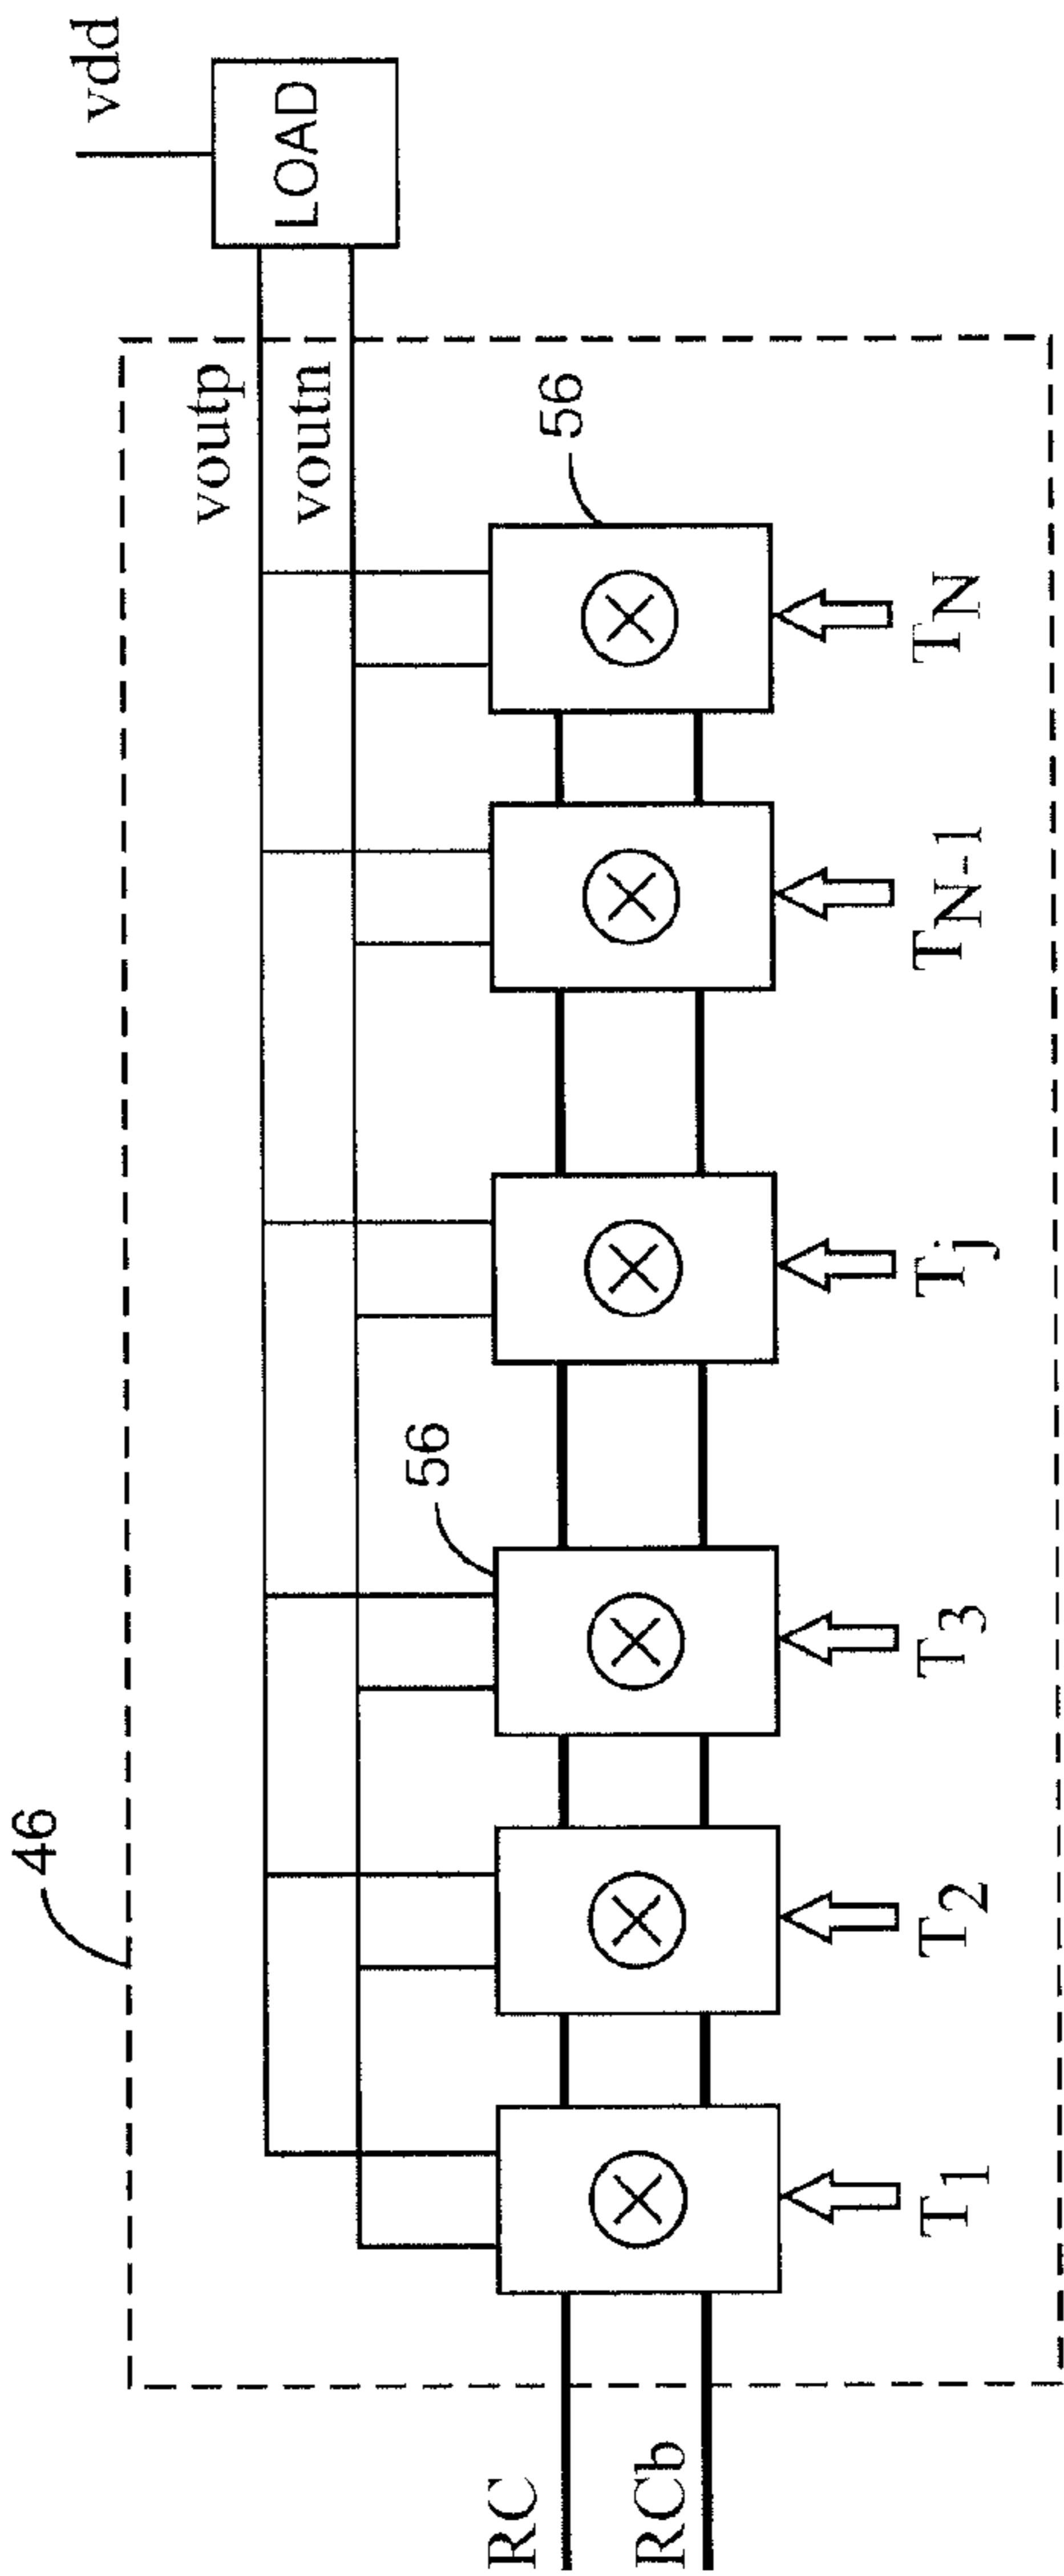 46
vdd
LOAD
voutp
voutn
56
56
RC
RCb
T1
T2
T3
Tj
TN-1
TN